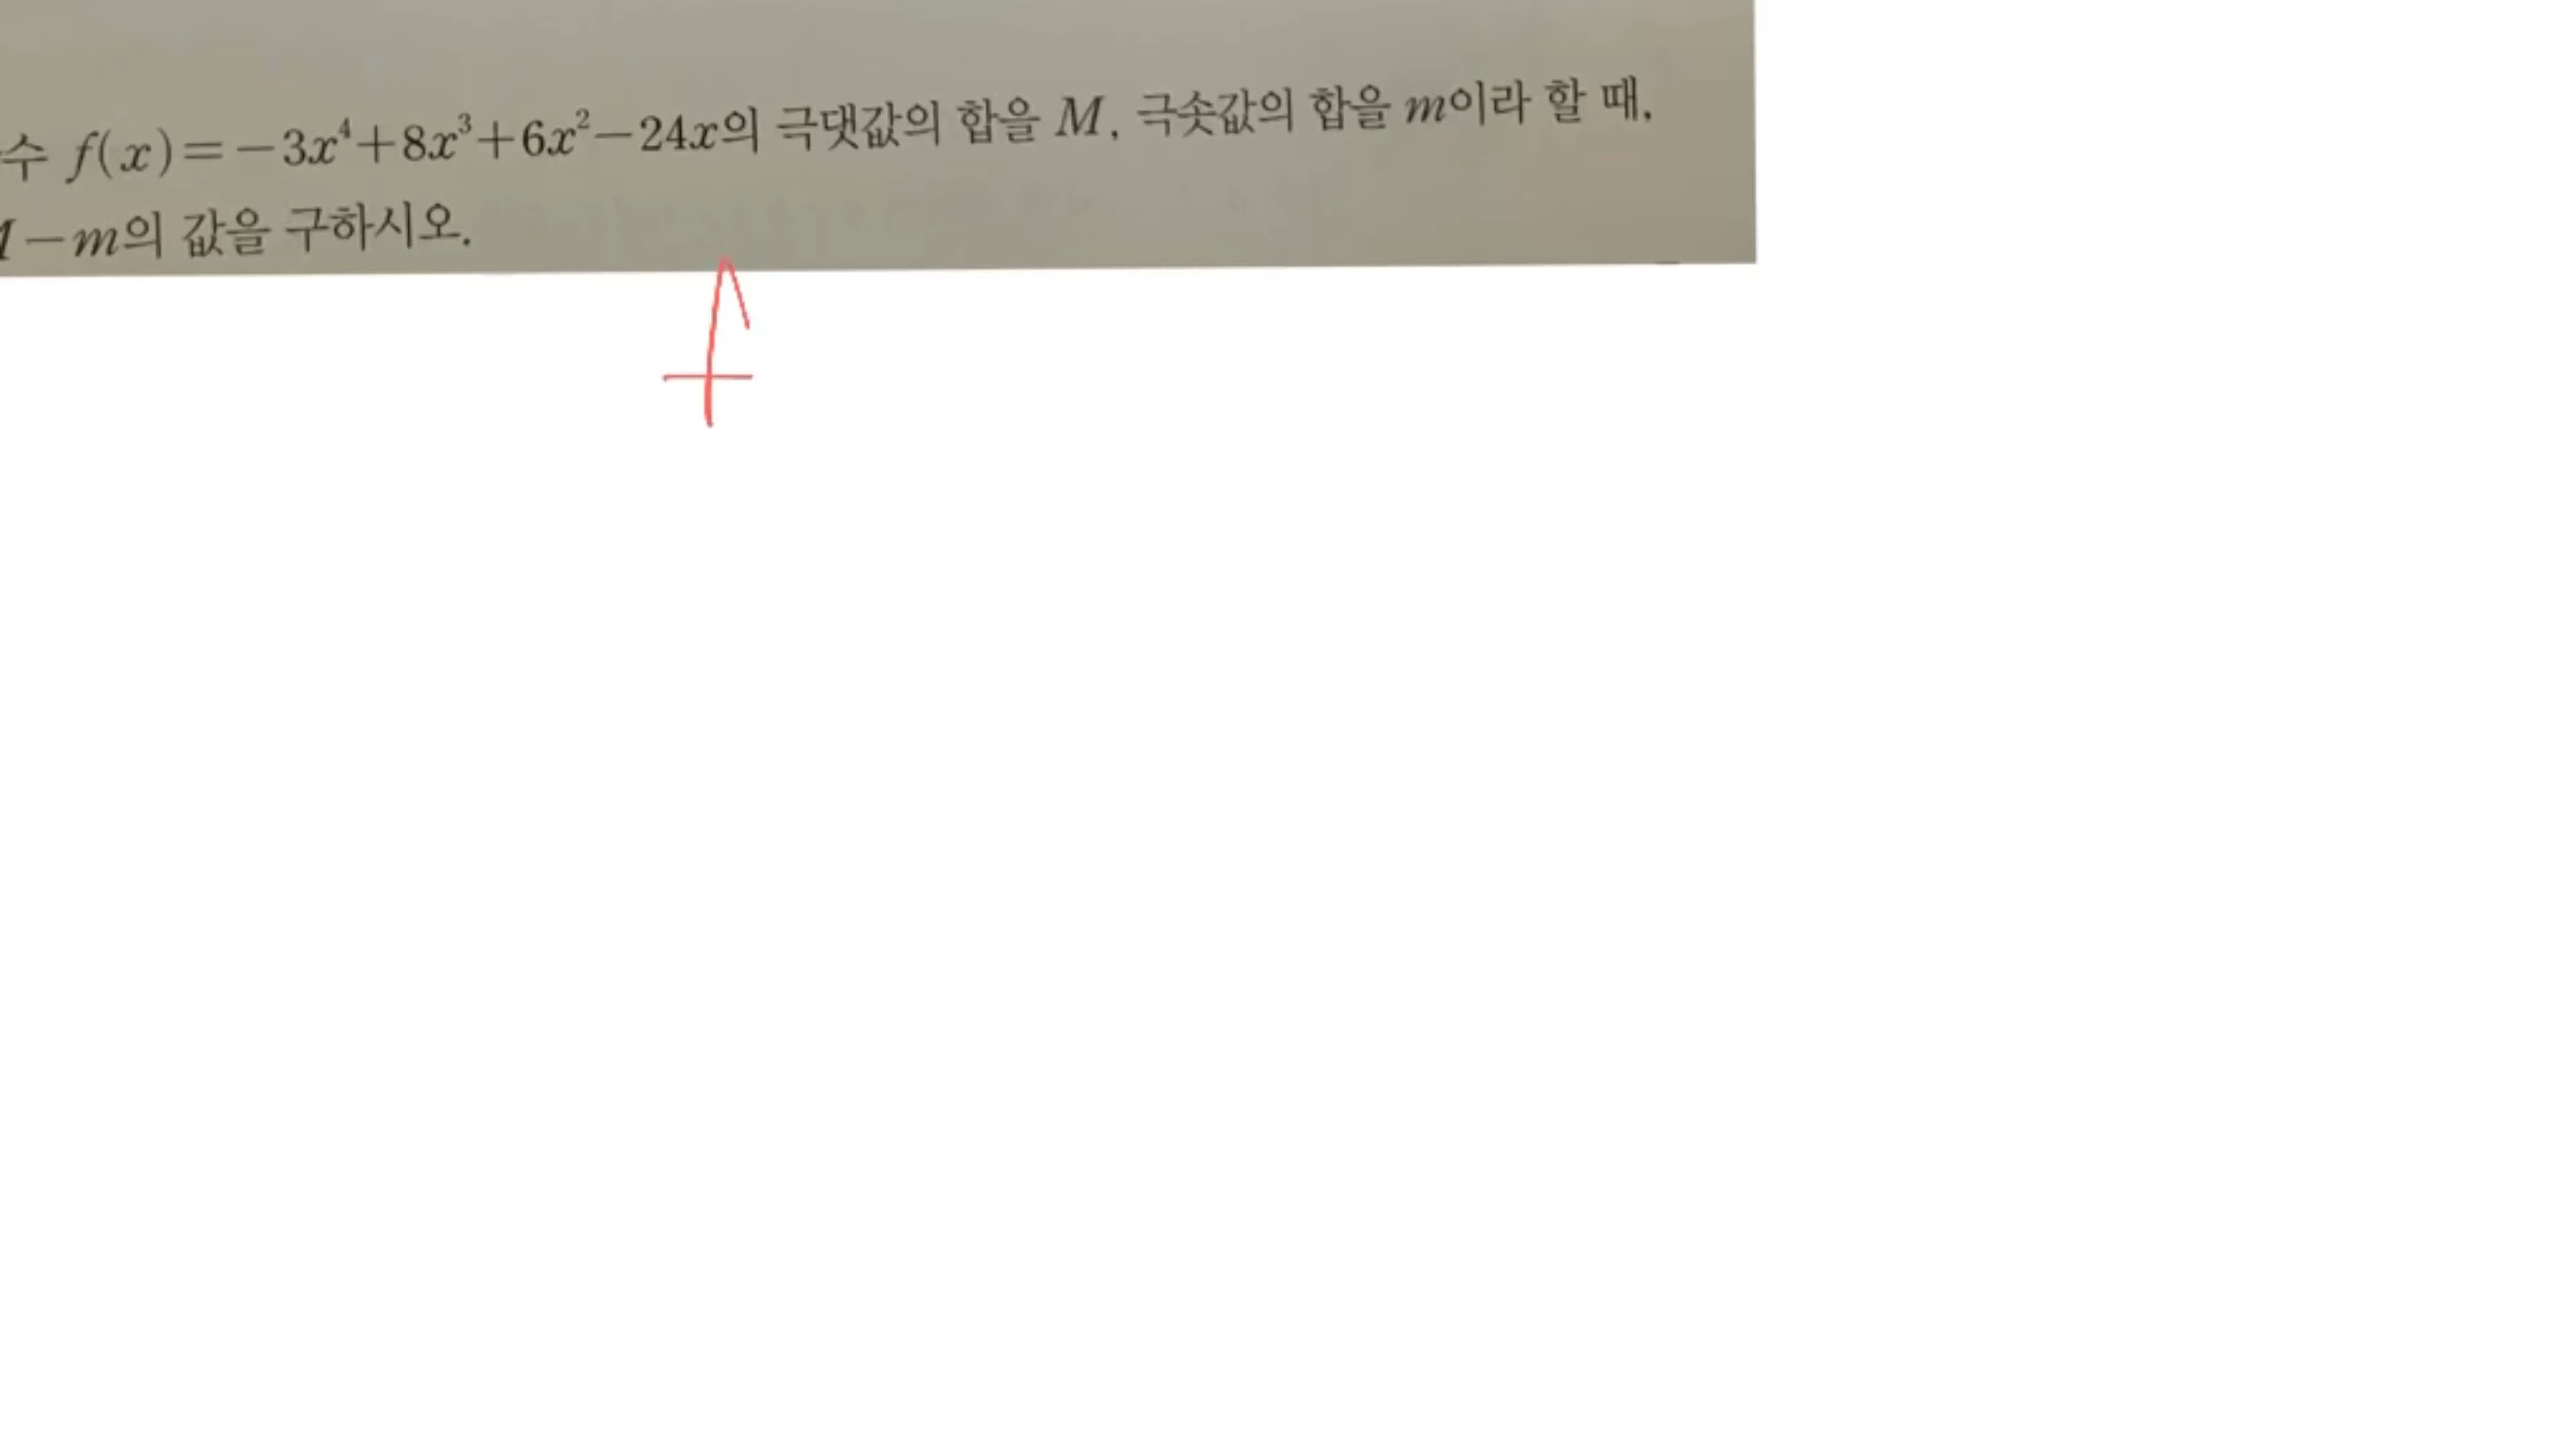 수 f(x)=-3x⁴+8x³+6x²-24x의 극댓값의 합을 M, 극솟값의 합을 m이라 할 때,
-m의 값을 구하시오.